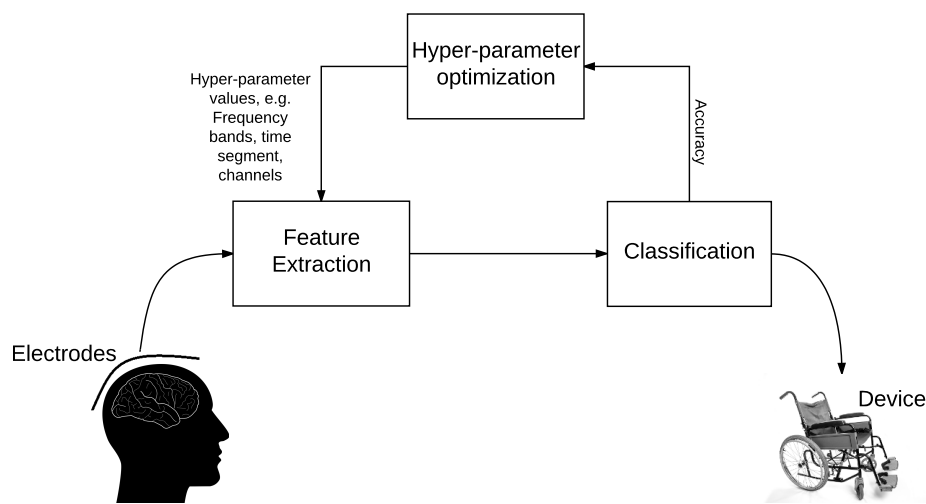 Hyper-parameter
optimization
Hyper-parameter
values, e.g.
Frequency
bands, time
segment,
channels
Accuracy
Feature
Extraction
Classification
Electrodes
Device